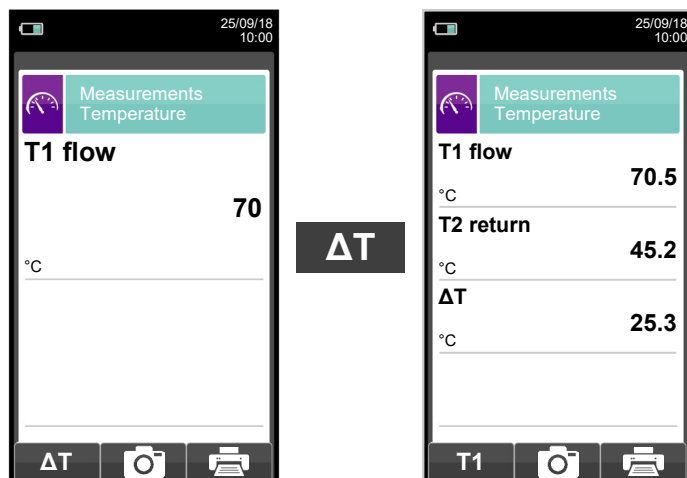 25/09/18
10:00
Measurements
Temperature
T1 flow
70
°C
ΔT
ΔT
25/09/18
10:00
Measurements
Temperature
T1 flow
70.5
°C
T2 return
45.2
°C
ΔT
25.3
°C
T1